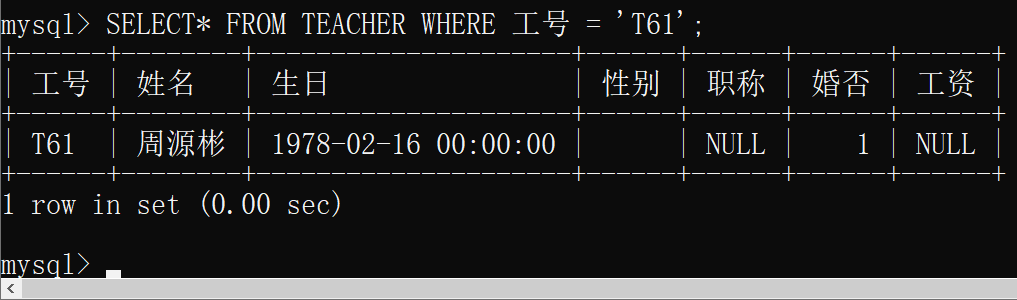 mysql> SELECT* FROM TEACHER WHERE 工号 = 'T61';
+------+--------+---------------------+------+------+------+------+
| 工号 | 姓名   | 生日                | 性别 | 职称 | 婚否 | 工资 |
+------+--------+---------------------+------+------+------+------+
| T61  | 周源彬 | 1978-02-16 00:00:00 |      | NULL |    1 | NULL |
+------+--------+---------------------+------+------+------+------+
1 row in set (0.00 sec)
mysql>